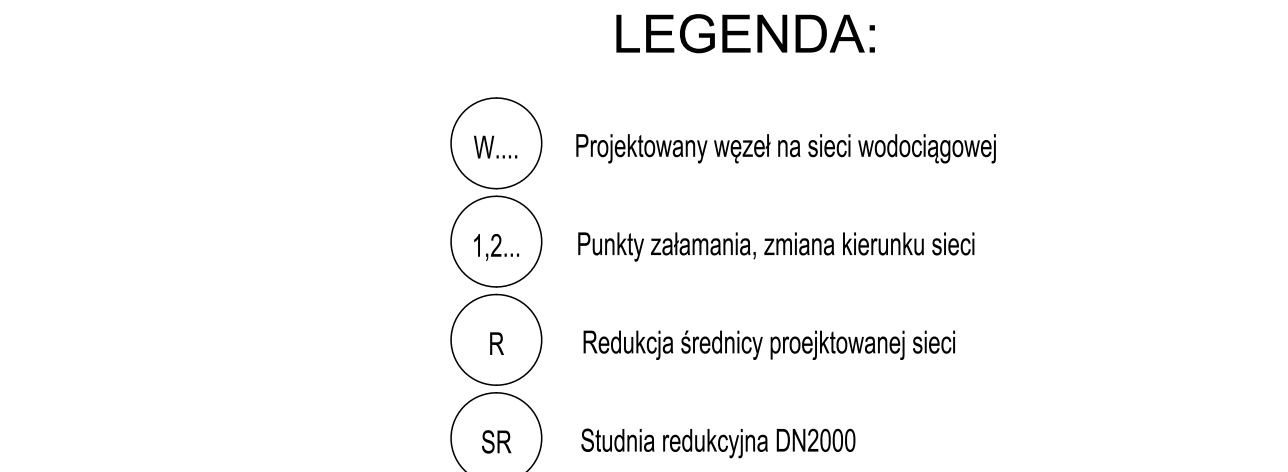 LEGENDA:
W.... Projektowany węzeł na sieci wodociągowej
1,2... Punkty załamania, zmiana kierunku sieci
R Redukcja średnicy proejktowanej sieci
SR Studnia redukcyjna DN2000